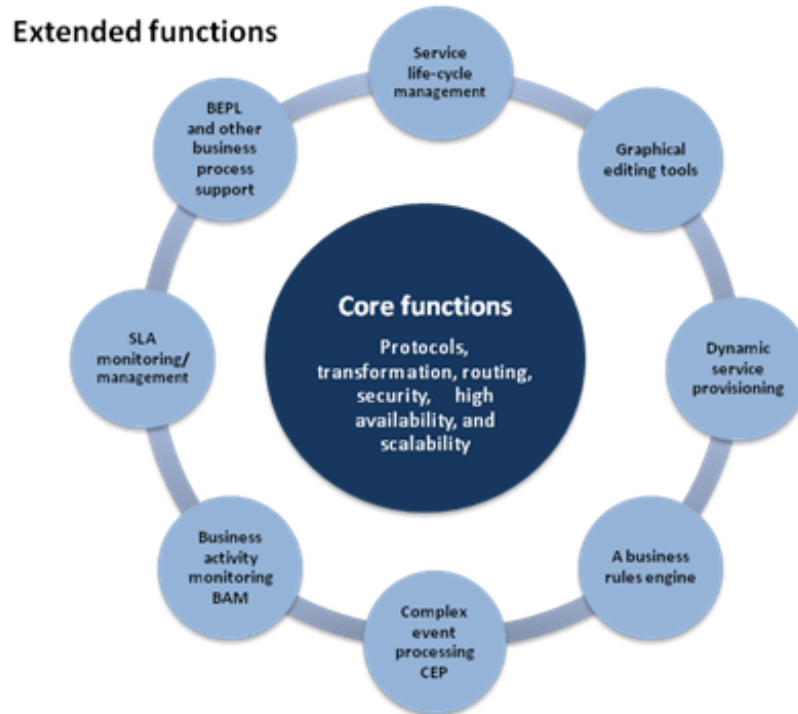 Extended functions
Service
life-cycle
management
Graphical
editing tools
Dynamic
service
provisioning
A business
rules engine
Complex
event
processing
CEP
Business
activity
monitoring
BAM
SLA
monitoring/
management
BEPL
and other
business
process
support
Core functions
Protocols,
transformation, routing,
security, high
availability, and
scalability